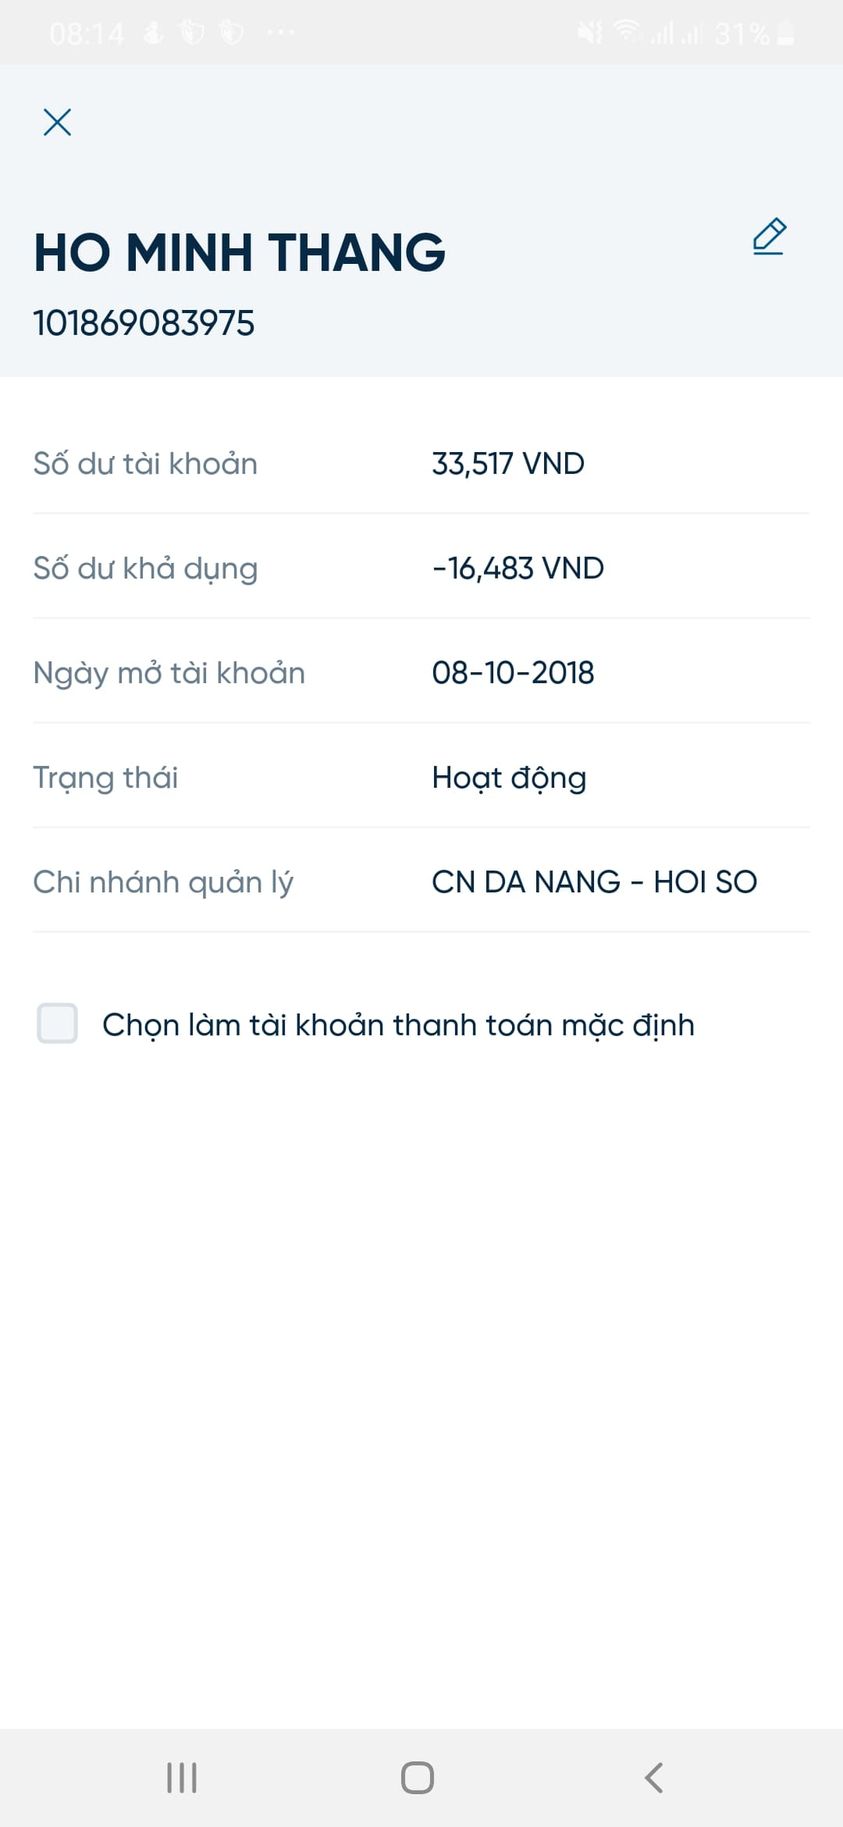 08:14 31%
HO MINH THANG
101869083975
Số dư tài khoản 33,517 VND
Số dư khả dụng -16,483 VND
Ngày mở tài khoản 08-10-2018
Trạng thái Hoạt động
Chi nhánh quản lý CN DA NANG - HOI SO
Chọn làm tài khoản thanh toán mặc định